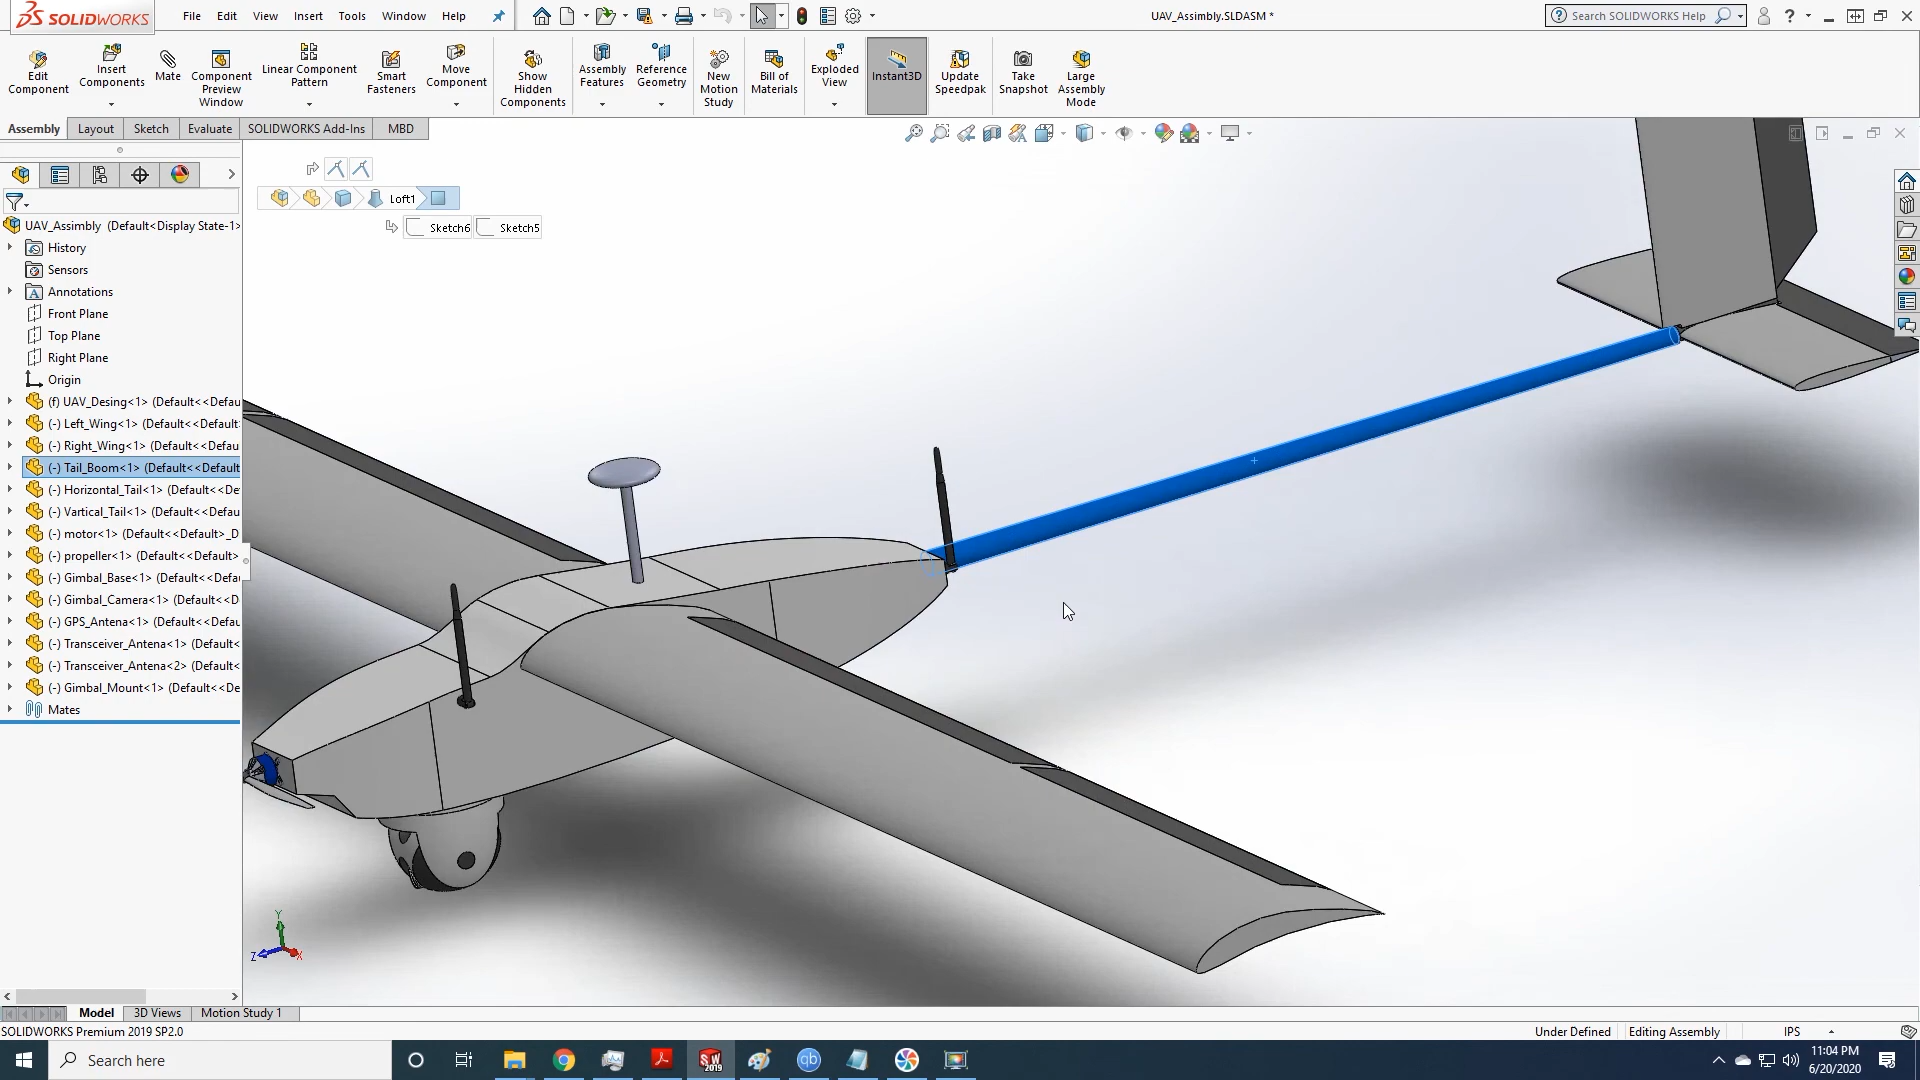 SOLIDWORKS
File Edit View Insert Tools Window Help
UAV_Assimbly.SLDASM *
Search SOLIDWORKS Help
Edit Component
Insert Components
Mate
Component Preview Window
Linear Component Pattern
Smart Fasteners
Move Component
Show Hidden Components
Assembly Features
Reference Geometry
New Motion Study
Bill of Materials
Exploded View
Instant3D
Update Speedpak
Take Snapshot
Large Assembly Mode
Assembly Layout Sketch Evaluate SOLIDWORKS Add-Ins MBD
Loft1
Sketch6 Sketch5
UAV_Assimbly (Default<Display State-1>
History
Sensors
Annotations
Front Plane
Top Plane
Right Plane
Origin
(f) UAV_Desing<1> (Default<<Defau
(-) Left_Wing<1> (Default<<Default
(-) Right_Wing<1> (Default<<Defau
(-) Tail_Boom<1> (Default<<Default
(-) Horizontal_Tail<1> (Default<<De
(-) Vartical_Tail<1> (Default<<Defau
(-) motor<1> (Default<<Default>_D
(-) propeller<1> (Default<<Default>
(-) Gimbal_Base<1> (Default<<Defa
(-) Gimbal_Camera<1> (Default<<D
(-) GPS_Antena<1> (Default<<Defau
(-) Transceiver_Antena<1> (Default<
(-) Transceiver_Antena<2> (Default<
(-) Gimbal_Mount<1> (Default<<De
Mates
Y
Z X
Model 3D Views Motion Study 1
SOLIDWORKS Premium 2019 SP2.0
Under Defined Editing Assembly IPS
Search here
SW 2019
qb
11:04 PM
6/20/2020